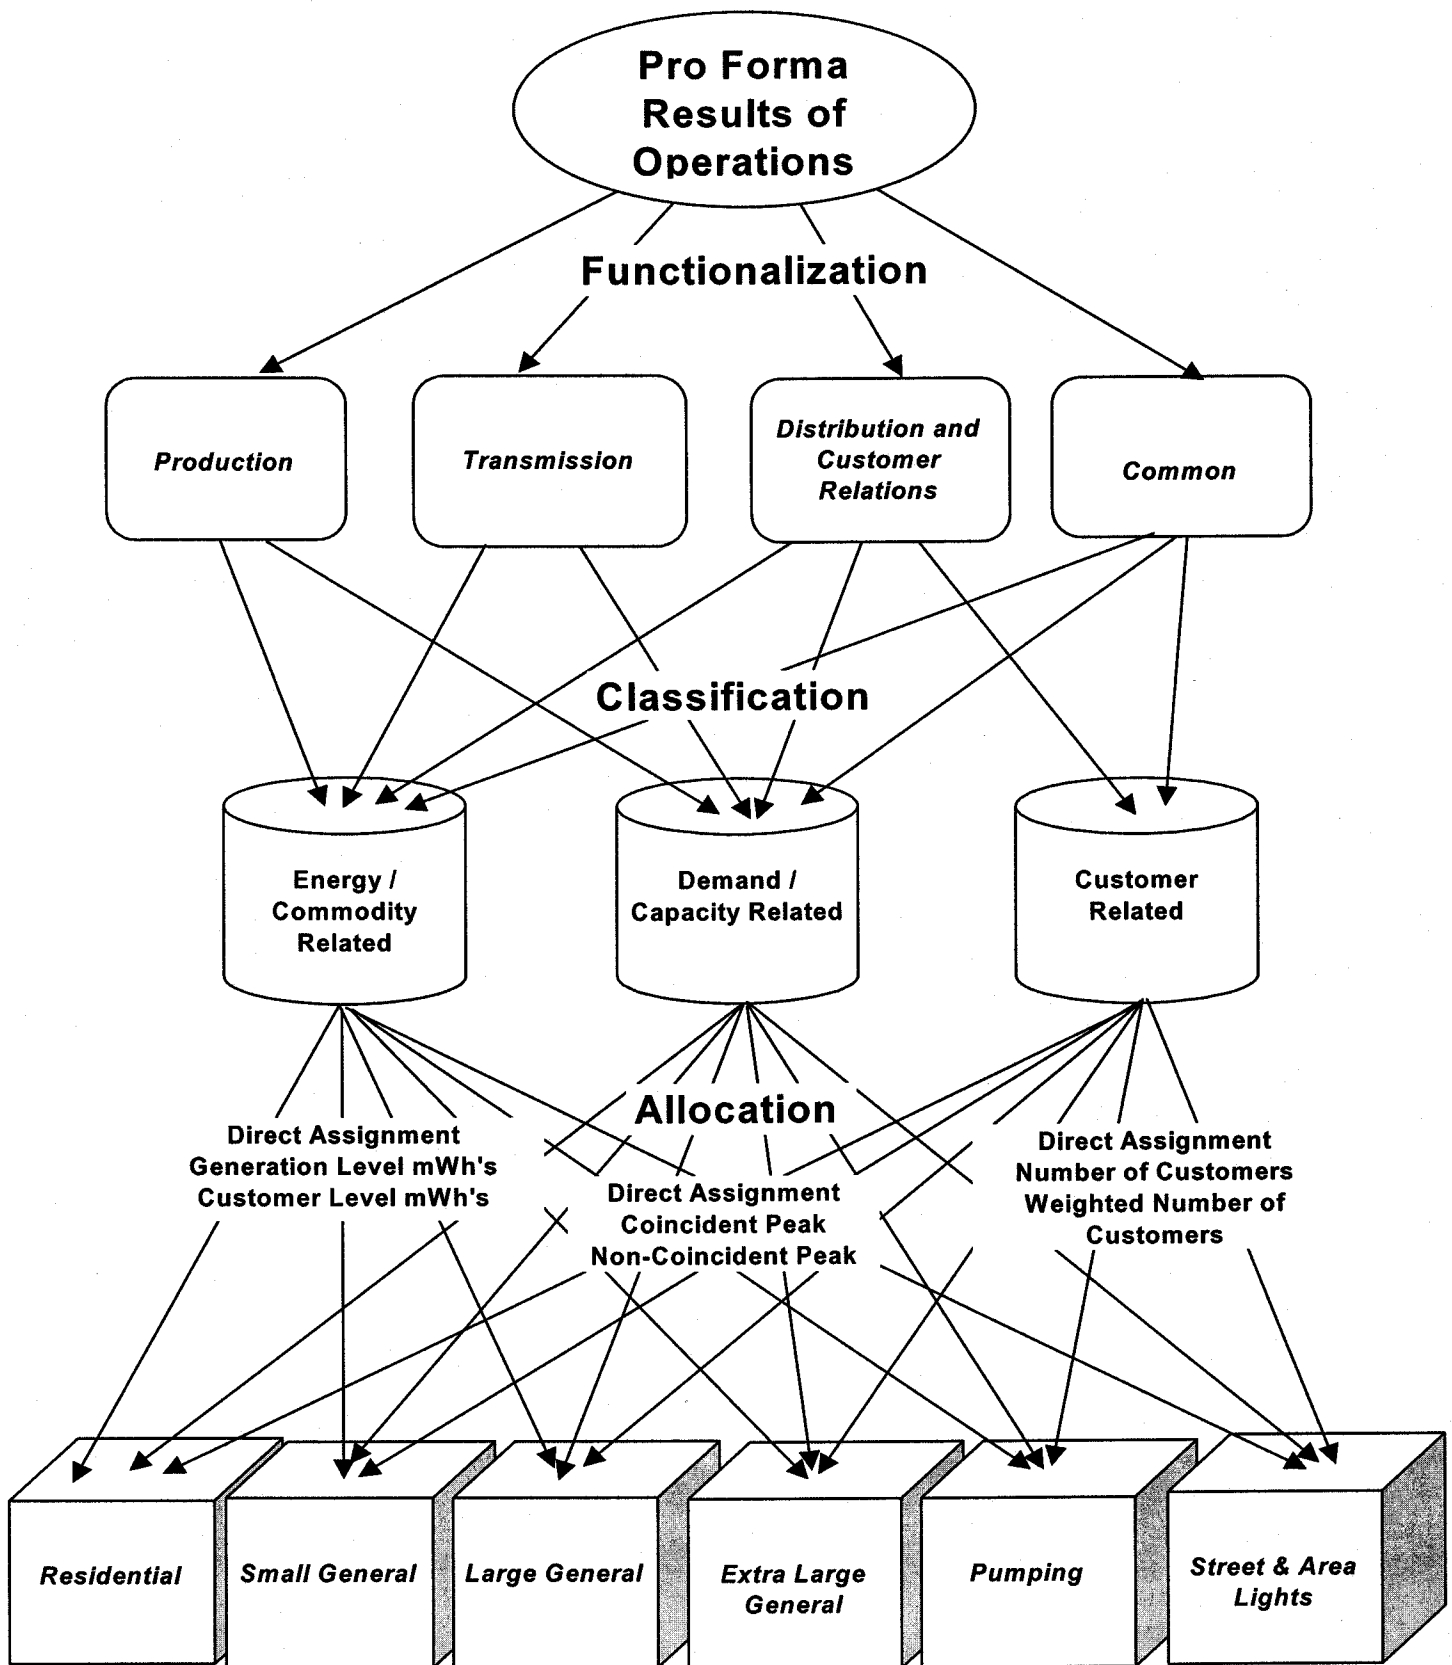 Pro Forma
Results of
Operations
Functionalization
Production
Transmission
Distribution and
Customer
Relations
Common
Classification
Energy /
Commodity
Related
Demand /
Capacity Related
Customer
Related
Allocation
Direct Assignment
Generation Level mWh's
Customer Level mWh's
Direct Assignment
Coincident Peak
Non-Coincident Peak
Direct Assignment
Number of Customers
Weighted Number of
Customers
Residential
Small General
Large General
Extra Large
General
Pumping
Street & Area
Lights